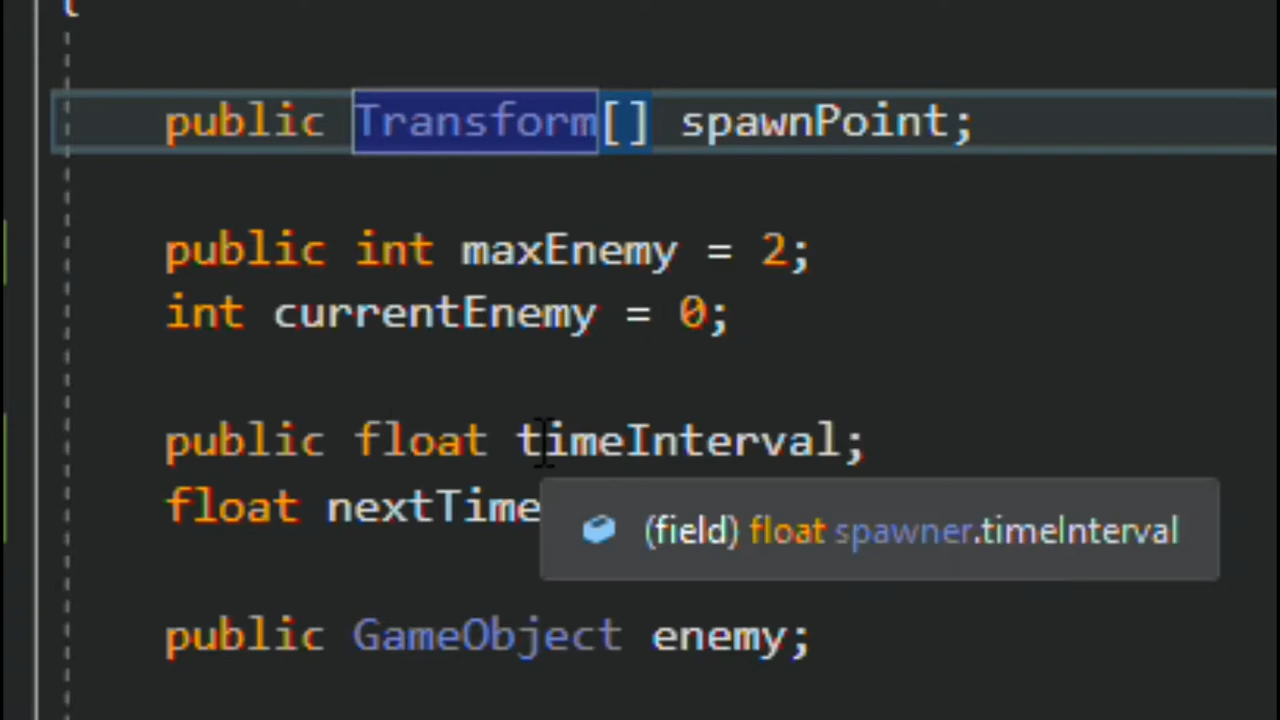 {
public Transform[] spawnPoint;
public int maxEnemy = 2;
int currentEnemy = 0;
public float timeInterval;
float nextTime
(field) float spawner.timeInterval
public GameObject enemy;